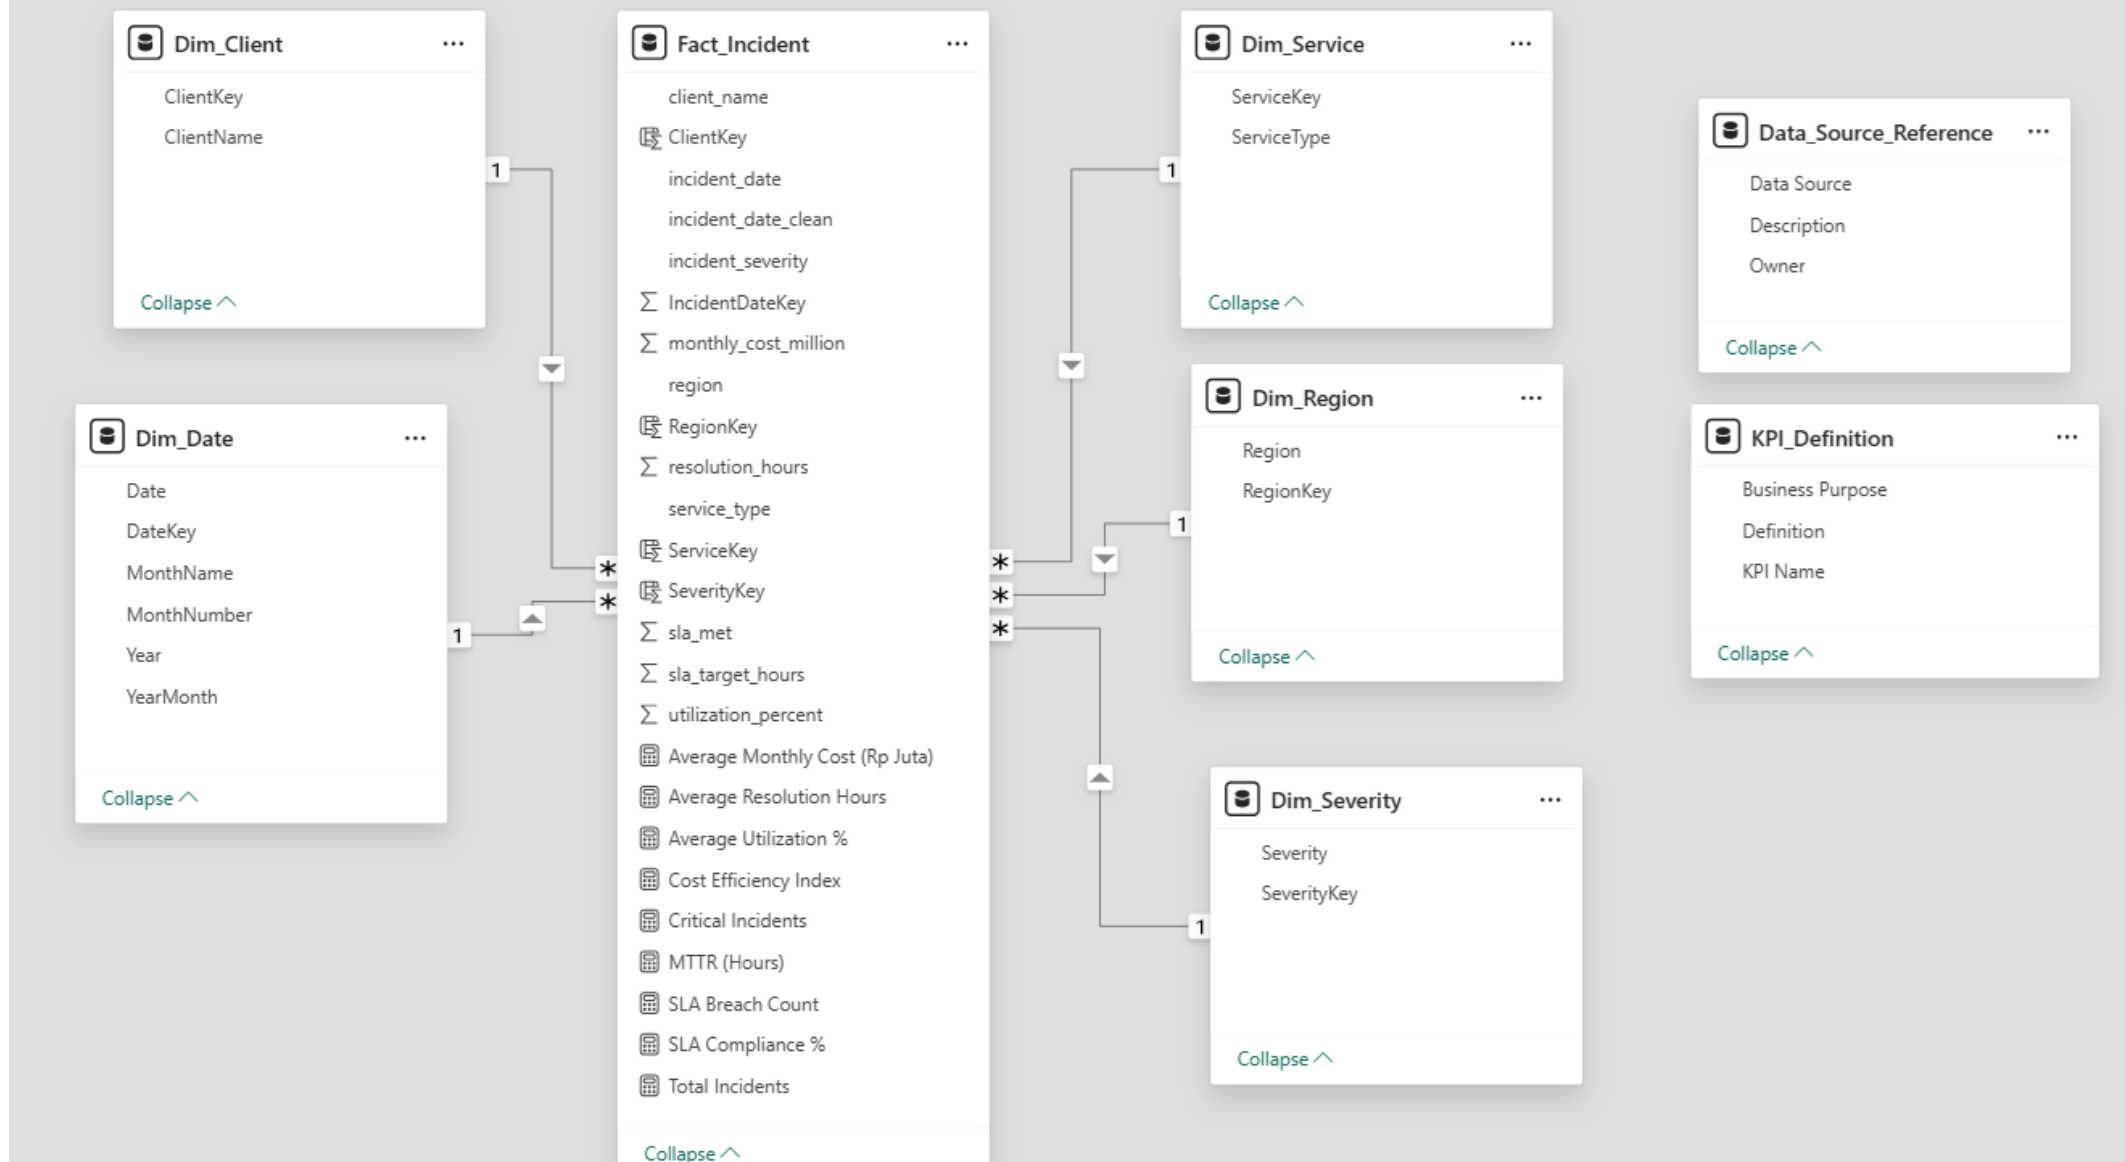 Dim_Client
ClientKey
ClientName
Collapse
1
Dim_Date
Date
DateKey
MonthName
MonthNumber
Year
YearMonth
Collapse
1
Fact_Incident
client_name
ClientKey
incident_date
incident_date_clean
incident_severity
IncidentDateKey
monthly_cost_million
region
RegionKey
resolution_hours
service_type
ServiceKey
SeverityKey
sla_met
sla_target_hours
utilization_percent
Average Monthly Cost (Rp Juta)
Average Resolution Hours
Average Utilization %
Cost Efficiency Index
Critical Incidents
MTTR (Hours)
SLA Breach Count
SLA Compliance %
Total Incidents
Collapse
*
*
*
*
*
Dim_Service
ServiceKey
ServiceType
Collapse
1
Dim_Region
Region
RegionKey
Collapse
1
Dim_Severity
Severity
SeverityKey
Collapse
1
Data_Source_Reference
Data Source
Description
Owner
Collapse
KPI_Definition
Business Purpose
Definition
KPI Name
Collapse